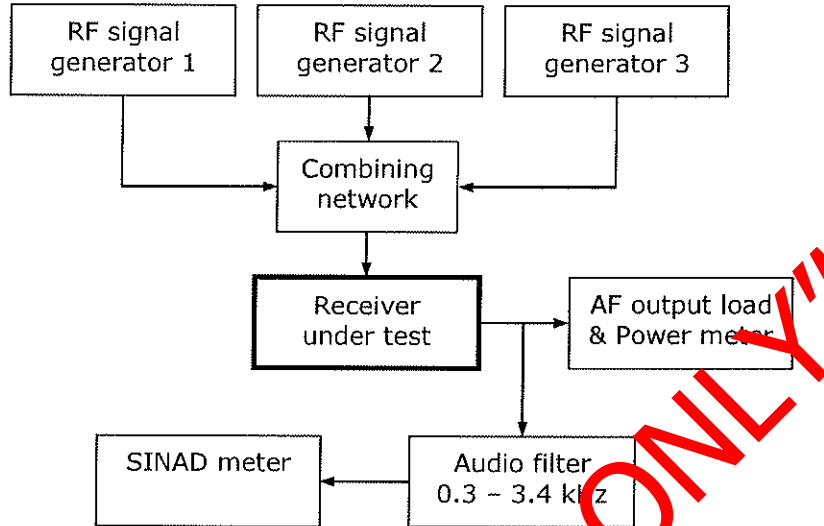 RF signal
generator 1
RF signal
generator 2
RF signal
generator 3
Combining
network
Receiver
under test
AF output load
& Power meter
SINAD meter
Audio filter
0.3 – 3.4 khz
ONLY"